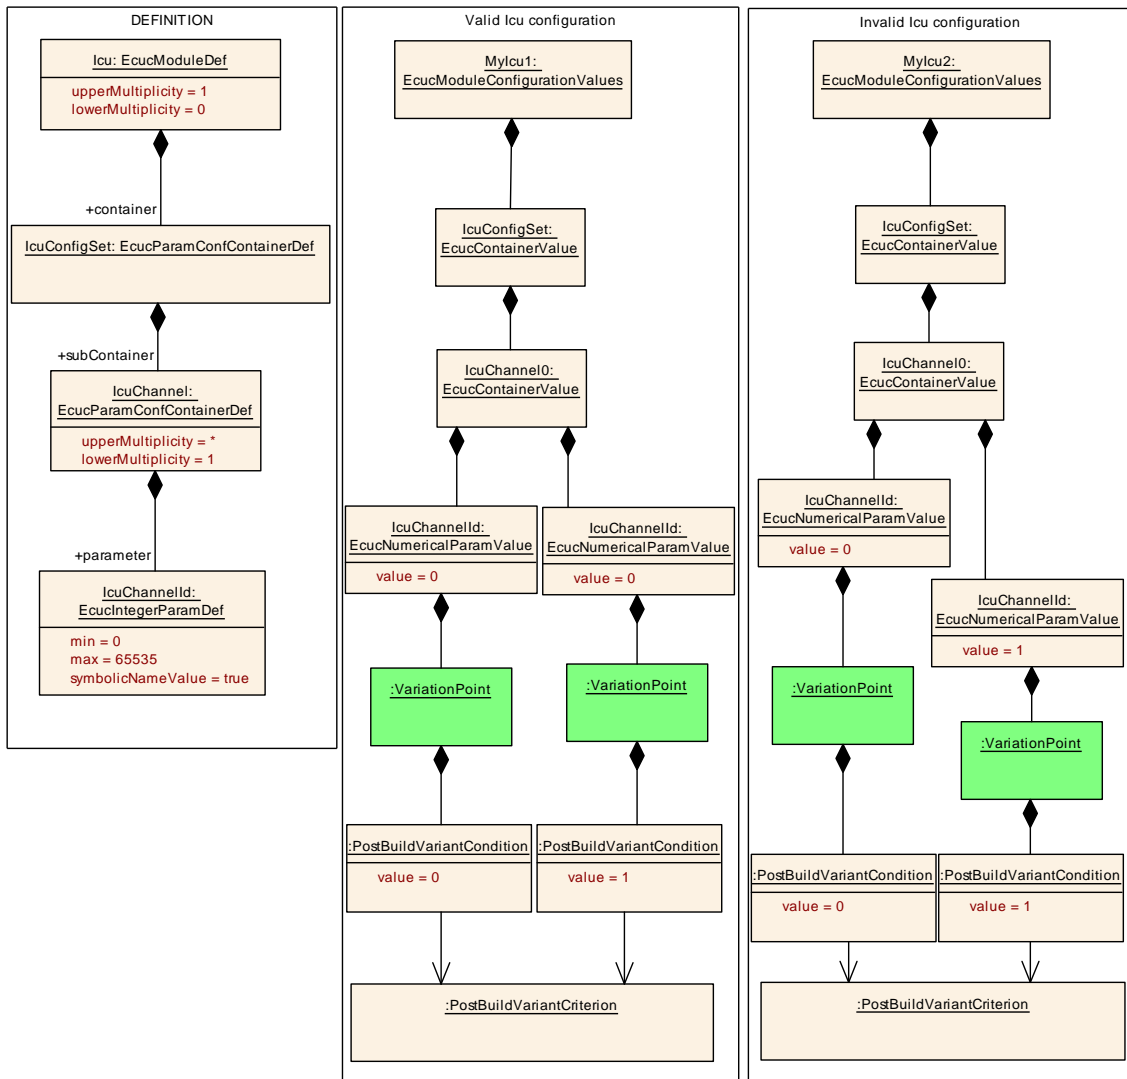 DEFINITION
Icu: EcucModuleDef
upperMultiplicity = 1
lowerMultiplicity = 0
+container
IcuConfigSet: EcucParamConfContainerDef
+subContainer
IcuChannel:
EcucParamConfContainerDef
upperMultiplicity = *
lowerMultiplicity = 1
+parameter
IcuChannelId:
EcucIntegerParamDef
min = 0
max = 65535
symbolicNameValue = true
Valid Icu configuration
MyIcu1:
EcucModuleConfigurationValues
IcuConfigSet:
EcucContainerValue
IcuChannel0:
EcucContainerValue
IcuChannelId:
EcucNumericalParamValue
value = 0
IcuChannelId:
EcucNumericalParamValue
value = 0
:VariationPoint
:VariationPoint
:PostBuildVariantCondition
value = 0
:PostBuildVariantCondition
value = 1
:PostBuildVariantCriterion
Invalid Icu configuration
MyIcu2:
EcucModuleConfigurationValues
IcuConfigSet:
EcucContainerValue
IcuChannel0:
EcucContainerValue
IcuChannelId:
EcucNumericalParamValue
value = 0
IcuChannelId:
EcucNumericalParamValue
value = 1
:VariationPoint
:VariationPoint
:PostBuildVariantCondition
value = 0
:PostBuildVariantCondition
value = 1
:PostBuildVariantCriterion